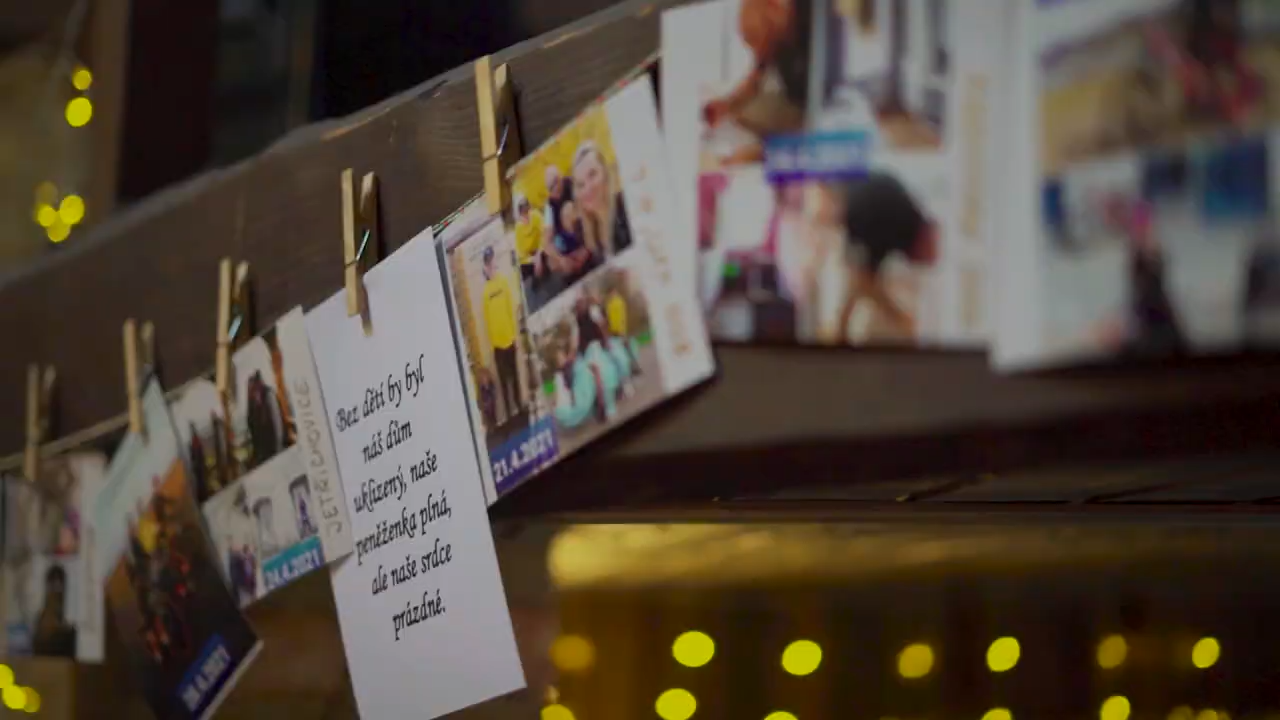 Bez dětí by byl
náš dům
uklizený, naše
peněženka plná,
ale naše srdce
prázdné.
21.4.2021
JETŘICHOVICE
24.4.2021